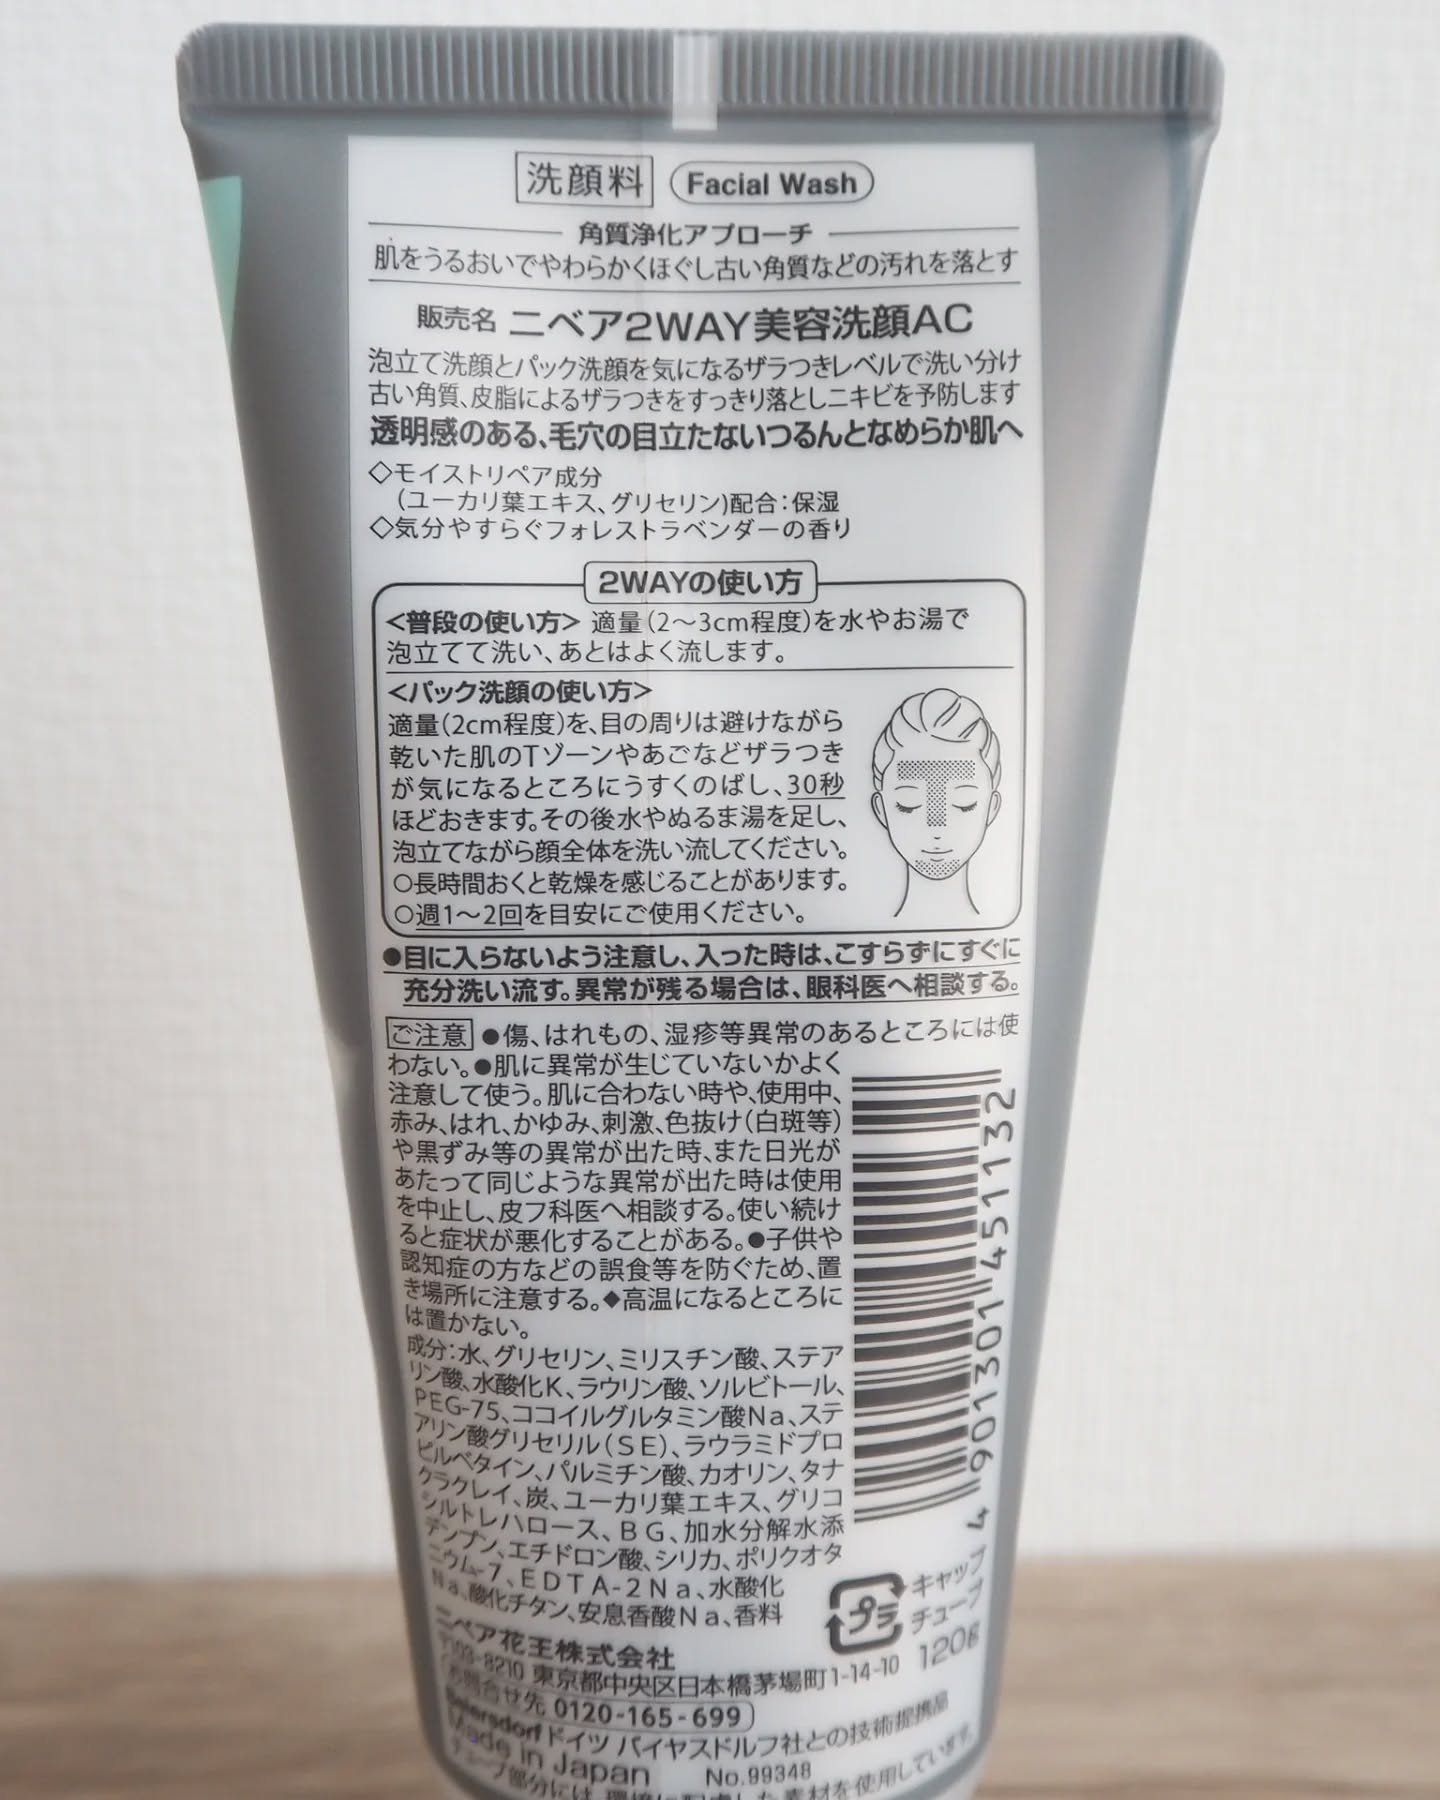 洗顔料 Facial Wash
角質浄化アプローチ
肌をうるおいでやわらかくほぐし古い角質などの汚れを落とす
販売名 ニベア2WAY美容洗顔AC
泡立て洗顔とパック洗顔を気になるザラつきレベルで洗い分け
古い角質、皮脂によるザラつきをすっきり落としニキビを予防します
透明感のある、毛穴の目立たないつるんとなめらか肌へ
◇モイストリペア成分
(ユーカリ葉エキス、グリセリン)配合:保湿
◇気分やすらぐフォレストラベンダーの香り
2WAYの使い方
<普段の使い方> 適量(2〜3cm程度)を水やお湯で
泡立てて洗い、あとはよく流します。
<パック洗顔の使い方>
適量(2cm程度)を、目の周りは避けながら
乾いた肌のTゾーンやあごなどザラつき
が気になるところにうすくのばし、30秒
ほどおきます。その後水やぬるま湯を足し、
泡立てながら顔全体を洗い流してください。
○長時間おくと乾燥を感じることがあります。
○週1〜2回を目安にご使用ください。
●目に入らないよう注意し、入った時は、こすらずにすぐに
充分洗い流す。異常が残る場合は、眼科医へ相談する。
ご注意 ●傷、はれもの、湿疹等異常のあるところには使
わない。●肌に異常が生じていないかよく
注意して使う。肌に合わない時や、使用中、
赤み、はれ、かゆみ、刺激、色抜け(白斑等)
や黒ずみ等の異常が出た時、また日光が
あたって同じような異常が出た時は使用
を中止し、皮フ科医へ相談する。使い続け
ると症状が悪化することがある。●子供や
認知症の方などの誤食等を防ぐため、置
き場所に注意する。◆高温になるところに
は置かない。
成分:水、グリセリン、ミリスチン酸、ステア
リン酸、水酸化K、ラウリン酸、ソルビトール、
PEG-75、ココイルグルタミン酸Na、ステ
アリン酸グリセリル(SE)、ラウラミドプロ
ピルベタイン、パルミチン酸、カオリン、タナ
クラクレイ、炭、ユーカリ葉エキス、グリコ
シルトレハロース、BG、加水分解水添
デンプン、エチドロン酸、シリカ、ポリクオタ
ニウム-7、EDTA-2Na、水酸化
Na、酸化チタン、安息香酸Na、香料
4 901301 451132
プラ
キャップ
チューブ
120g
ニベア花王株式会社
〒103-8210 東京都中央区日本橋茅場町1-14-10
お問合せ先 0120-165-699
Beiersdorf ドイツ バイヤスドルフ社との技術提携品
Made in Japan No.99348
チューブ部分には、環境に配慮した素材を使用しています。